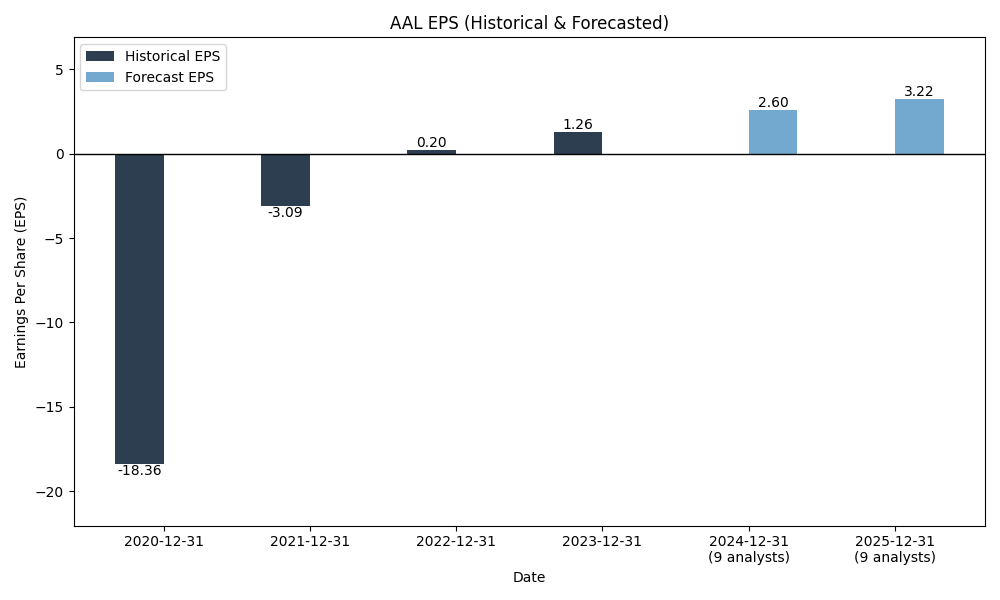 AAL EPS (Historical & Forecasted)
Historical EPS
Forecast EPS
Earnings Per Share (EPS)
5
0
−5
−10
−15
−20
-18.36
-3.09
0.20
1.26
2.60
3.22
2020-12-31
2021-12-31
2022-12-31
2023-12-31
2024-12-31
(9 analysts)
2025-12-31
(9 analysts)
Date